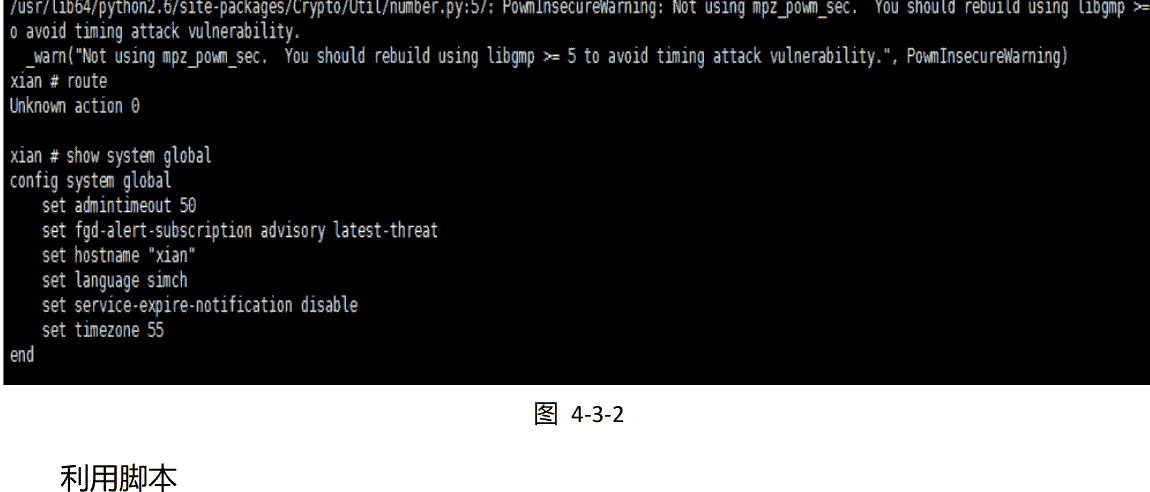 /usr/lib64/python2.6/site-packages/Crypto/Util/number.py:57: PowmInsecureWarning: Not using mpz_powm_sec.  You should rebuild using libgmp >=
o avoid timing attack vulnerability.
  _warn("Not using mpz_powm_sec.  You should rebuild using libgmp >= 5 to avoid timing attack vulnerability.", PowmInsecureWarning)
xian # route
Unknown action 0
xian # show system global
config system global
    set admintimeout 50
    set fgd-alert-subscription advisory latest-threat
    set hostname "xian"
    set language simch
    set service-expire-notification disable
    set timezone 55
end
图 4-3-2
利用脚本